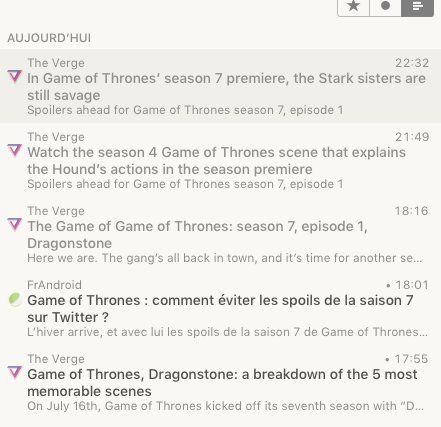 AUJOURD'HUI
The Verge 22:32
In Game of Thrones' season 7 premiere, the Stark sisters are
still savage
Spoilers ahead for Game of Thrones season 7, episode 1
The Verge 21:49
Watch the season 4 Game of Thrones scene that explains
the Hound's actions in the season premiere
Spoilers ahead for Game of Thrones season 7, episode 1
The Verge 18:16
The Game of Game of Thrones: season 7, episode 1,
Dragonstone
Here we are. The gang's all back in town, and it's time for another se...
FrAndroid • 18:01
Game of Thrones : comment éviter les spoils de la saison 7
sur Twitter ?
L'hiver arrive, et avec lui les spoils de la saison 7 de Game of Thrones...
The Verge • 17:55
Game of Thrones, Dragonstone: a breakdown of the 5 most
memorable scenes
On July 16th, Game of Thrones kicked off its seventh season with “D...